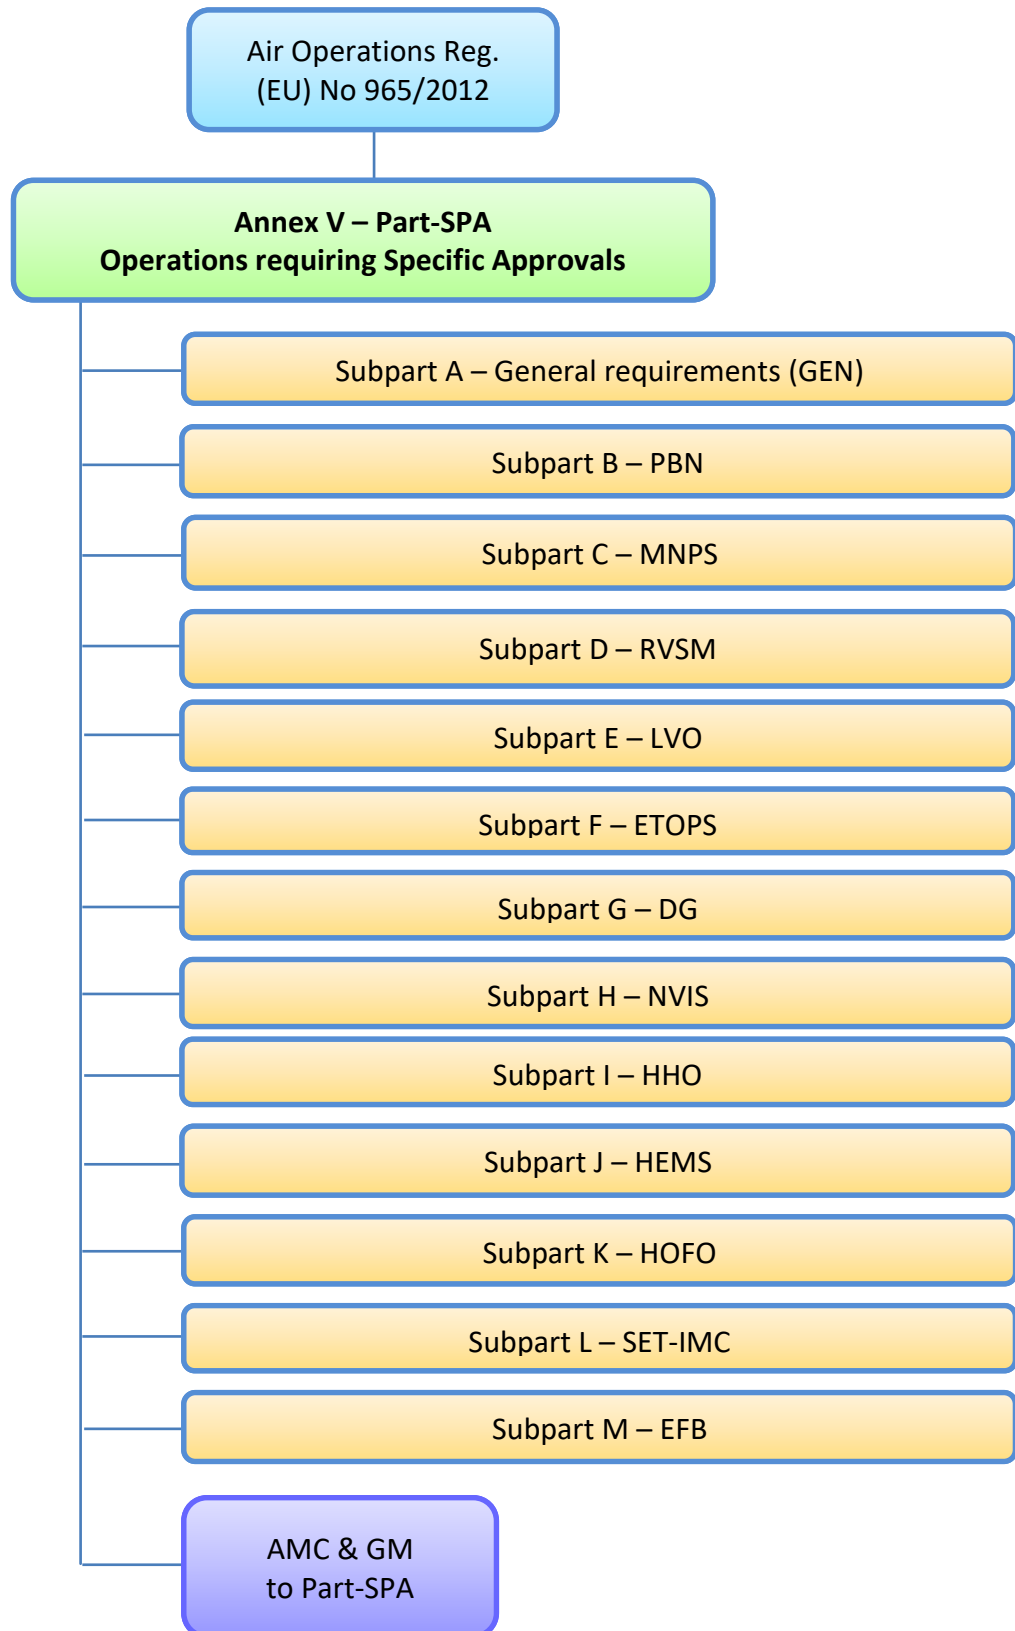 Air Operations Reg.
(EU) No 965/2012
Annex V – Part-SPA
Operations requiring Specific Approvals
Subpart A – General requirements (GEN)
Subpart B – PBN
Subpart C – MNPS
Subpart D – RVSM
Subpart E – LVO
Subpart F – ETOPS
Subpart G – DG
Subpart H – NVIS
Subpart I – HHO
Subpart J – HEMS
Subpart K – HOFO
Subpart L – SET-IMC
Subpart M – EFB
AMC & GM
to Part-SPA